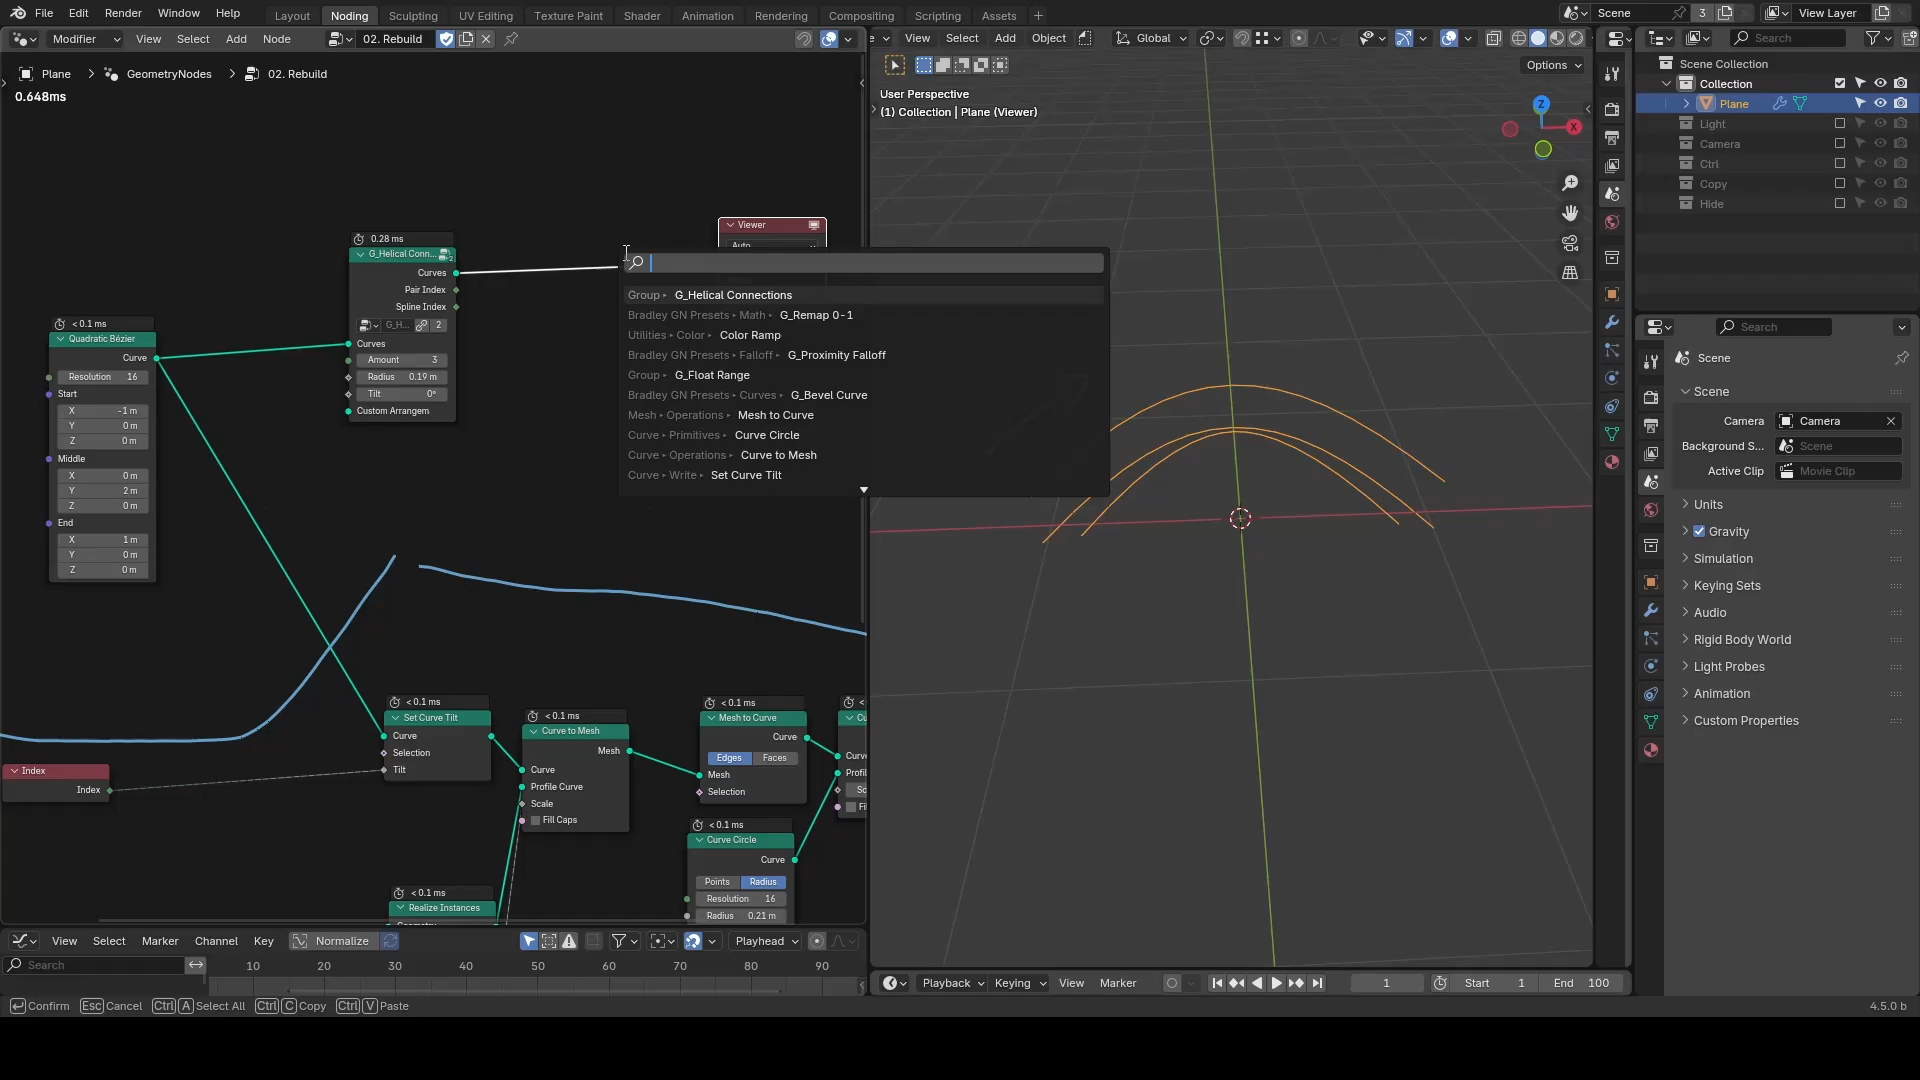 File Edit Render Window Help Layout Noding Sculpting UV Editing Texture Paint Shader Animation Rendering Compositing Scripting Assets + Scene 3 View Layer
Modifier View Select Add Node 02. Rebuild
View Select Add Object Global
Search
Plane > GeometryNodes > 02. Rebuild
0.648ms
Options
User Perspective
(1) Collection | Plane (Viewer)
Z
X
Scene Collection
Collection
Plane
Light
Camera
Ctrl
Copy
Hide
0.28 ms
G_Helical Conn...
Curves
Pair Index
Spline Index
G_H... 2
Curves
Amount 3
Radius 0.19 m
Tilt 0°
Custom Arrangem
Viewer
Auto
Group ▸ G_Helical Connections
Bradley GN Presets ▸ Math ▸ G_Remap 0-1
Utilities ▸ Color ▸ Color Ramp
Bradley GN Presets ▸ Falloff ▸ G_Proximity Falloff
Group ▸ G_Float Range
Bradley GN Presets ▸ Curves ▸ G_Bevel Curve
Mesh ▸ Operations ▸ Mesh to Curve
Curve ▸ Primitives ▸ Curve Circle
Curve ▸ Operations ▸ Curve to Mesh
Curve ▸ Write ▸ Set Curve Tilt
< 0.1 ms
Quadratic Bézier
Curve
Resolution 16
Start
X -1 m
Y 0 m
Z 0 m
Middle
X 0 m
Y 2 m
Z 0 m
End
X 1 m
Y 0 m
Z 0 m
Search
Scene
Scene
Camera Camera
Background S... Scene
Active Clip Movie Clip
Units
Gravity
Simulation
Keying Sets
Audio
Rigid Body World
Light Probes
Animation
Custom Properties
Index
Index
< 0.1 ms
Set Curve Tilt
Curve
Selection
Tilt
< 0.1 ms
Curve to Mesh
Mesh
Curve
Profile Curve
Scale
Fill Caps
< 0.1 ms
Mesh to Curve
Curve
Edges Faces
Mesh
Selection
<
Cu
Curve
Profil
Sc
Fi
< 0.1 ms
Curve Circle
Curve
Points Radius
Resolution 16
Radius 0.21 m
< 0.1 ms
Realize Instances
View Select Marker Channel Key Normalize Playhead
Search 10 20 30 40 50 60 70 80 90
Playback Keying View Marker 1 Start 1 End 100
Confirm Esc Cancel Ctrl A Select All Ctrl C Copy Ctrl V Paste
4.5.0 b